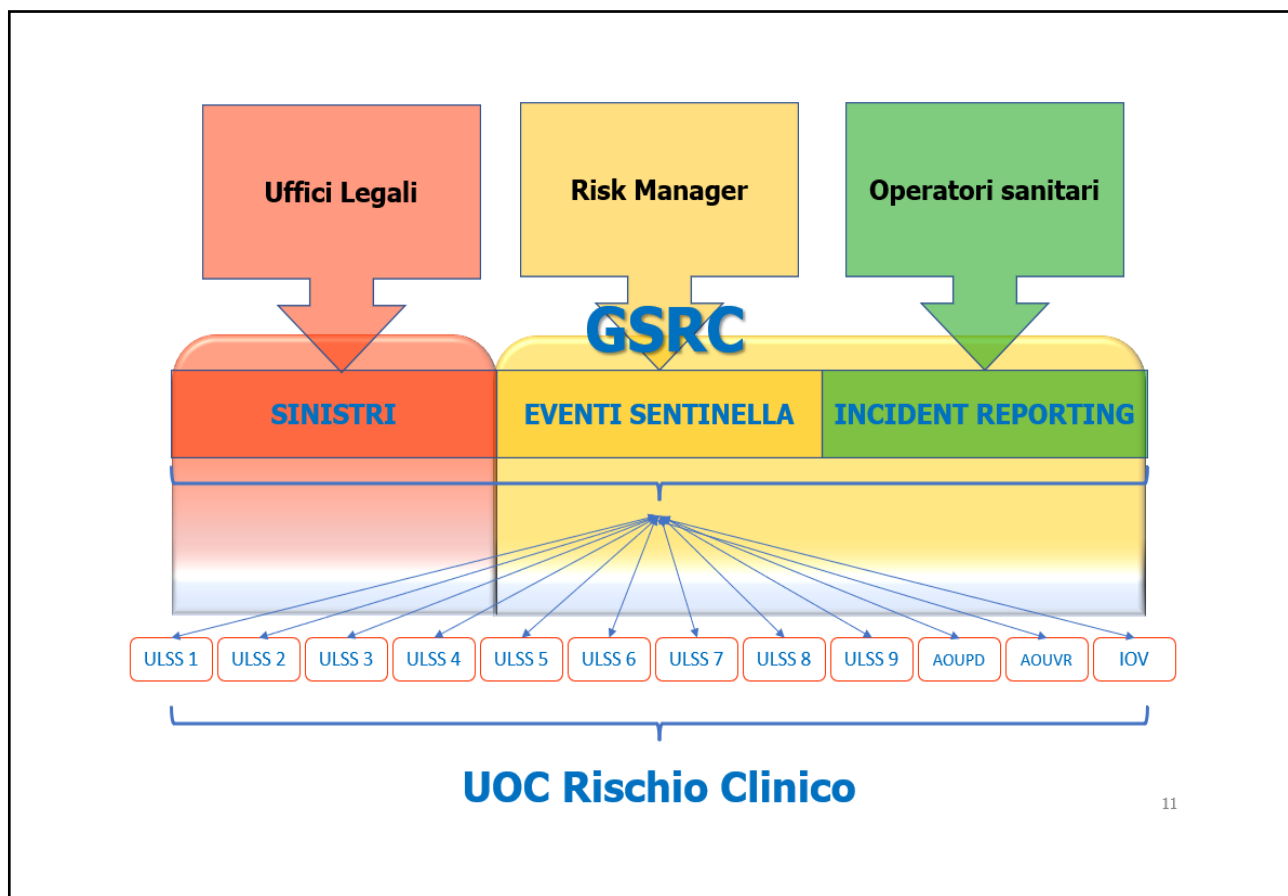 Uffici Legali
Risk Manager
Operatori sanitari
GSRC
SINISTRI
EVENTI SENTINELLA
INCIDENT REPORTING
ULSS 1
ULSS 2
ULSS 3
ULSS 4
ULSS 5
ULSS 6
ULSS 7
ULSS 8
ULSS 9
AOUPD
AOUVR
IOV
UOC Rischio Clinico
11